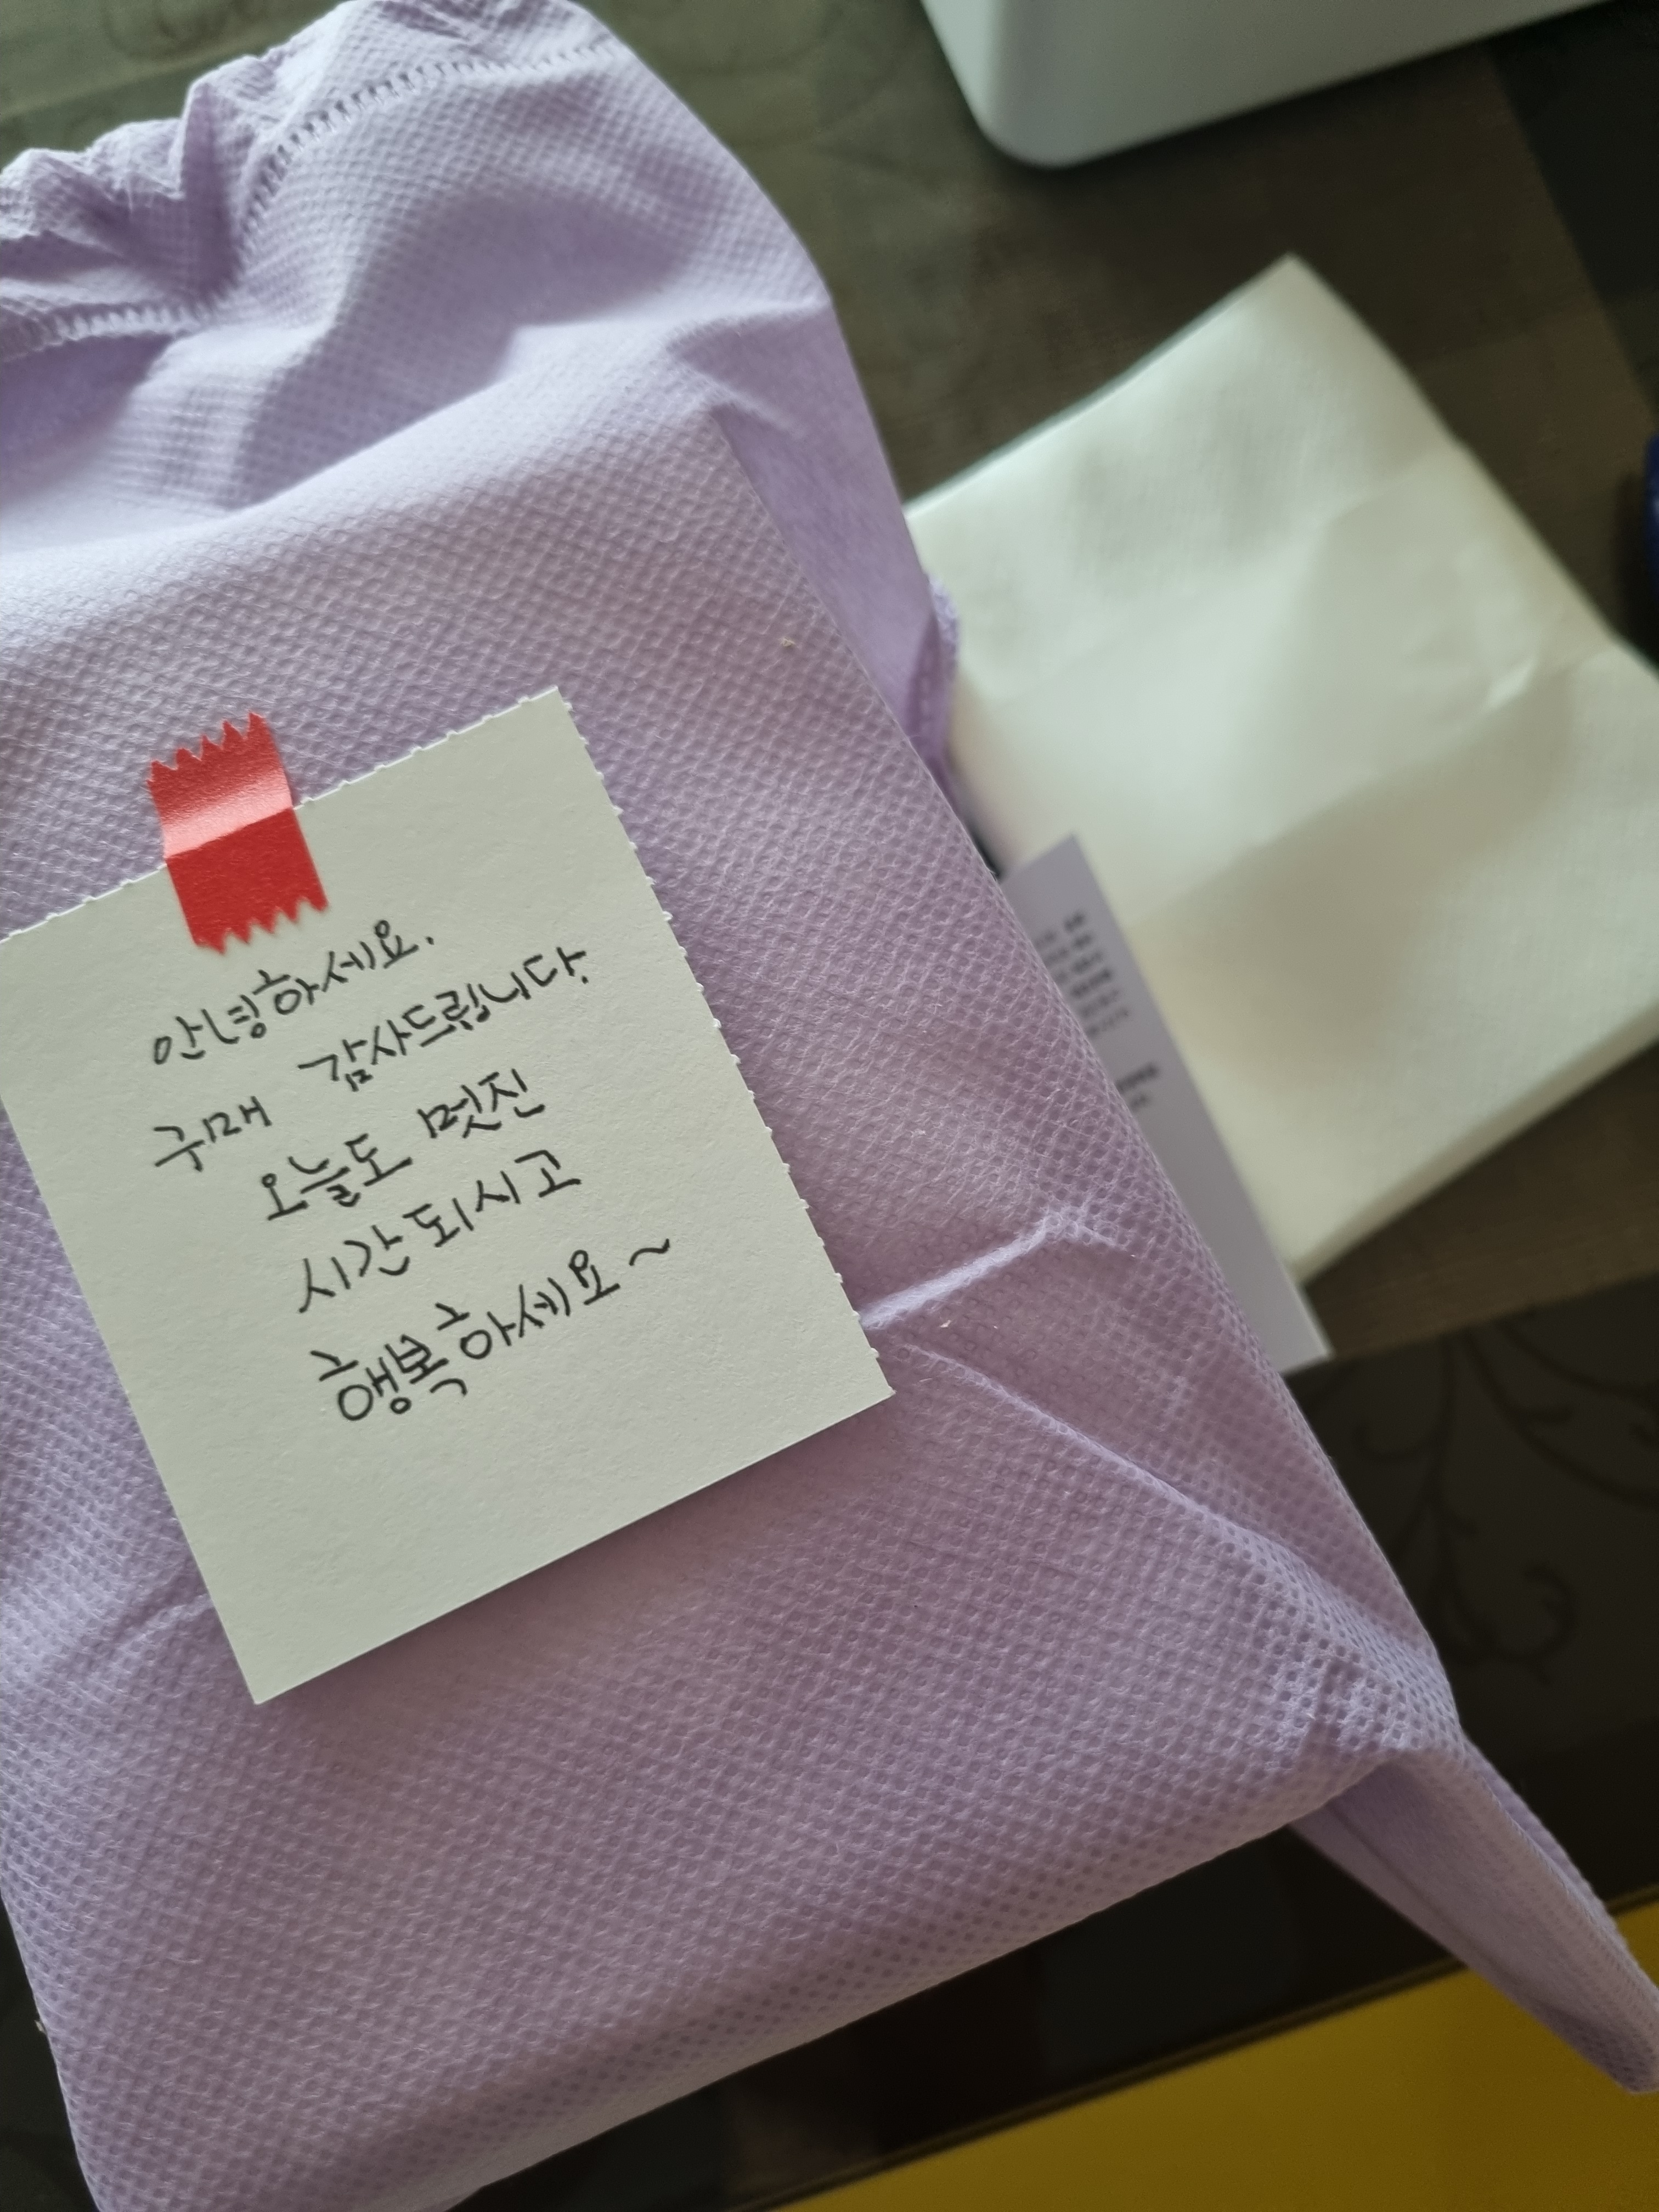 안녕하세요.
구매 감사드립니다.
오늘도 멋진
시간 되시고
행복하세요~